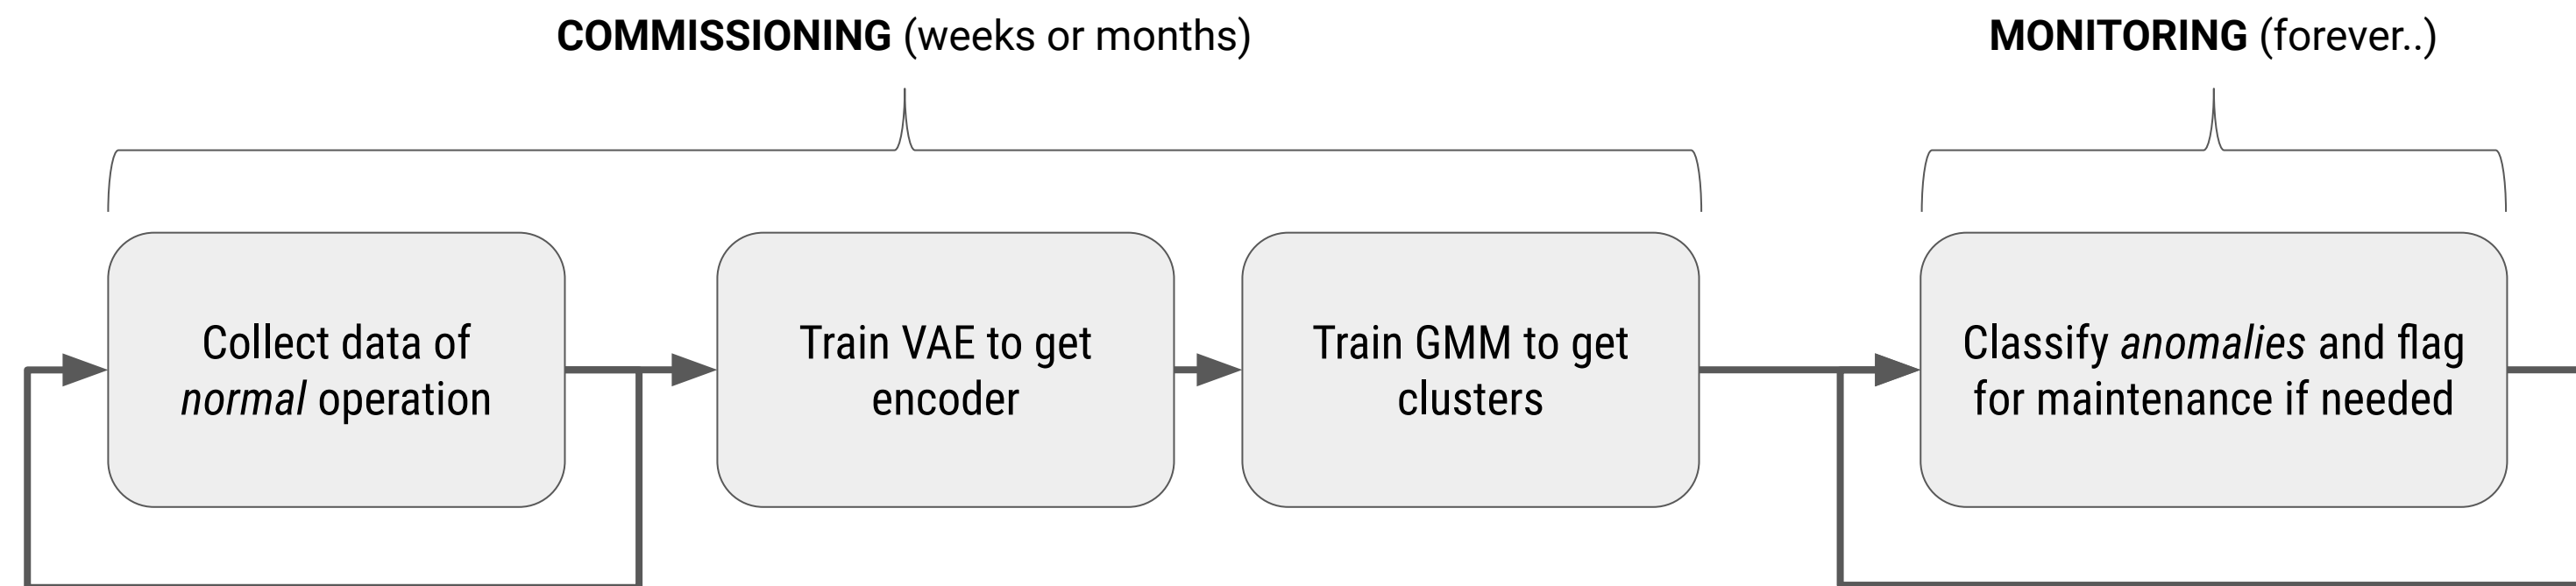 COMMISSIONING (weeks or months)
MONITORING (forever..)
Collect data of
normal operation
Train VAE to get
encoder
Train GMM to get
clusters
Classify anomalies and flag
for maintenance if needed